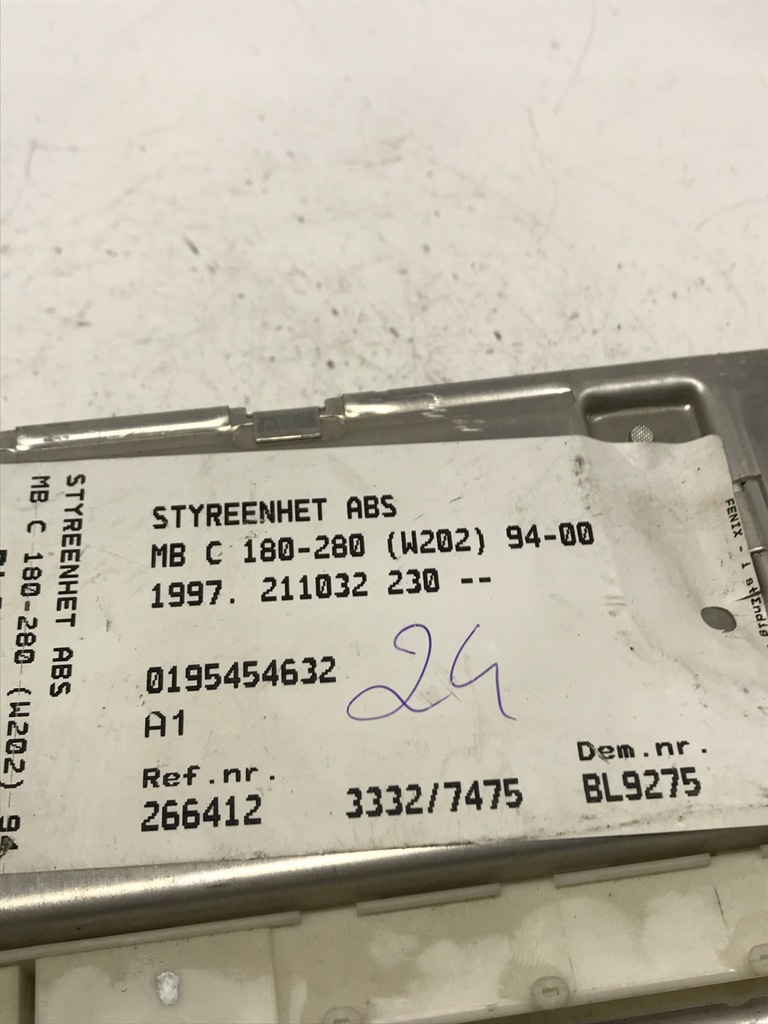 STYREENHET ABS
MB C 180-280 (W202) 94-00
1997. 211032 230 --
0195454632
24
A1
Ref.nr.
266412
3332/7475
Dem.nr.
BL9275
STYREENHET ABS
MB C 180-280 (W202) 94
FENIX - i